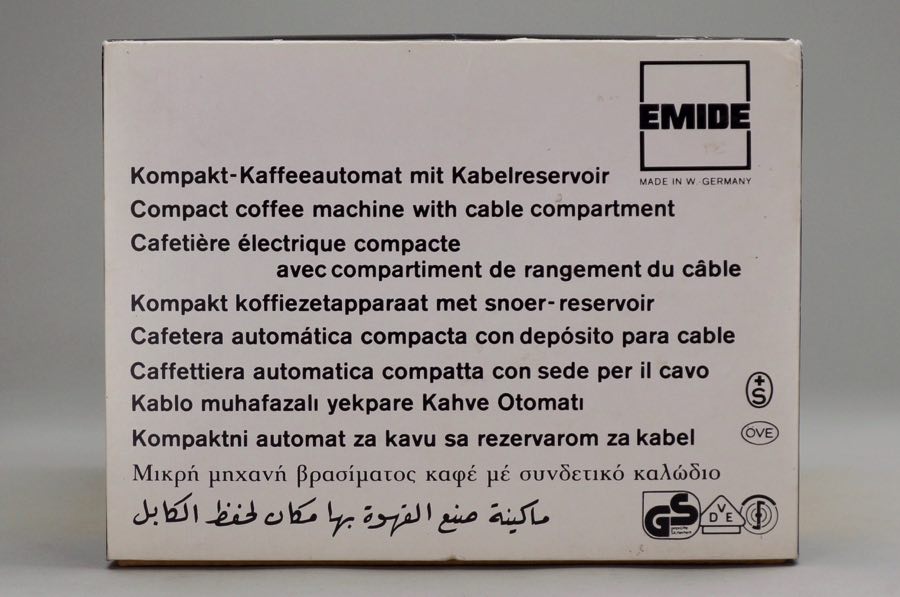 EMIDE
MADE IN W.-GERMANY
Kompakt-Kaffeeautomat mit Kabelreservoir
Compact coffee machine with cable compartment
Cafetière électrique compacte
avec compartiment de rangement du câble
Kompakt koffiezetapparaat met snoer-reservoir
Cafetera automática compacta con depósito para cable
Caffettiera automatica compatta con sede per il cavo
Kablo muhafazalı yekpare Kahve Otomatı
Kompaktni automat za kavu sa rezervarom za kabel
Μικρή μηχανή βρασίματος καφέ μέ συνδετικό καλώδιο
ماكينة صنع القهوة بها مكان لحفظ الكابل
+S
ÖVE
GS
VDE